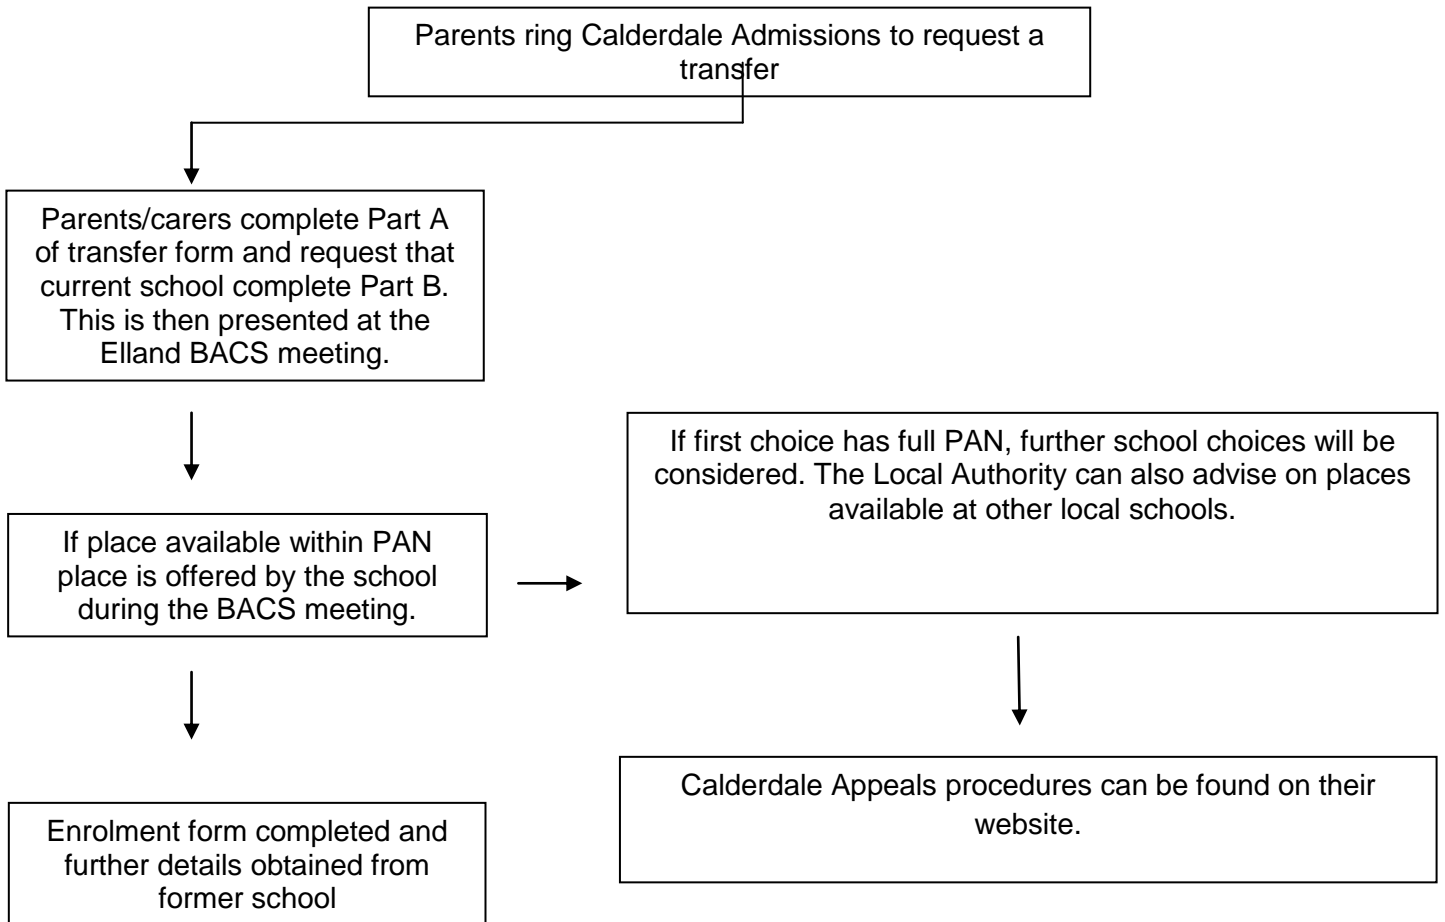 Parents ring Calderdale Admissions to request a
transfer
Parents/carers complete Part A
of transfer form and request that
current school complete Part B.
This is then presented at the
Elland BACS meeting.
If first choice has full PAN, further school choices will be
considered. The Local Authority can also advise on places
available at other local schools.
If place available within PAN
place is offered by the school
during the BACS meeting.
Calderdale Appeals procedures can be found on their
website.
Enrolment form completed and
further details obtained from
former school